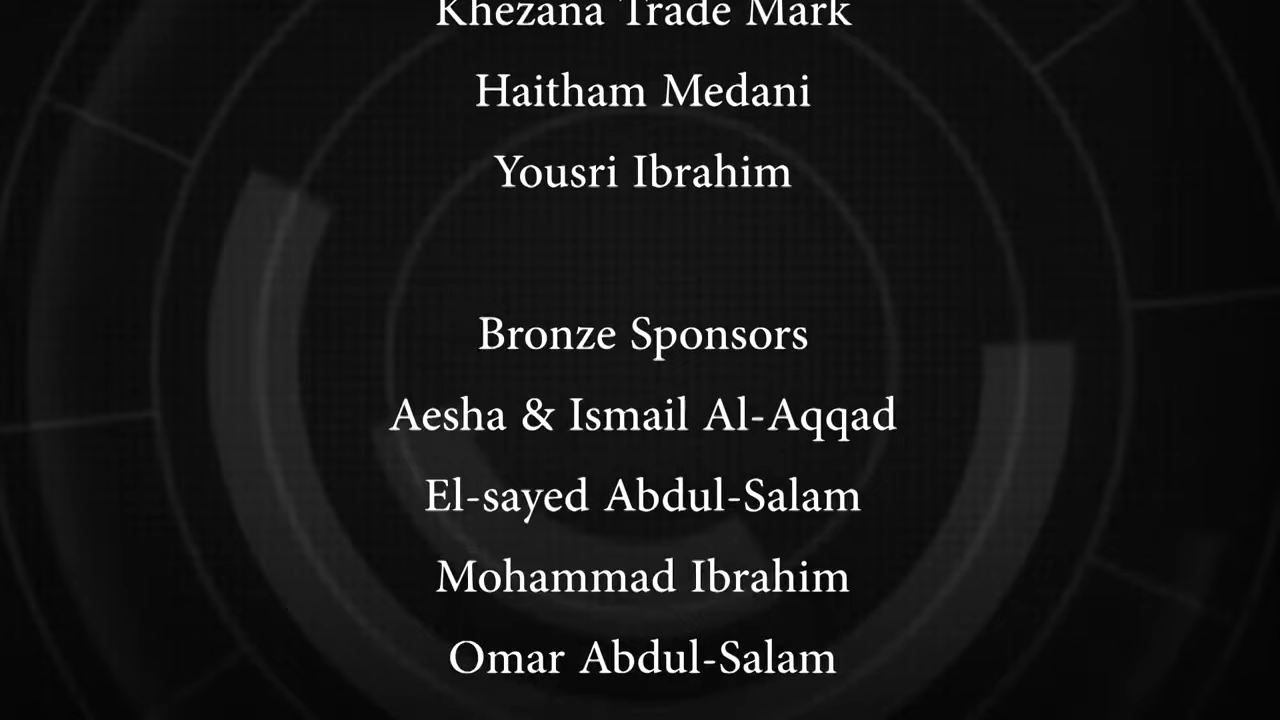 Khezana Trade Mark
Haitham Medani
Yousri Ibrahim
Bronze Sponsors
Aesha & Ismail Al-Aqqad
El-sayed Abdul-Salam
Mohammad Ibrahim
Omar Abdul-Salam